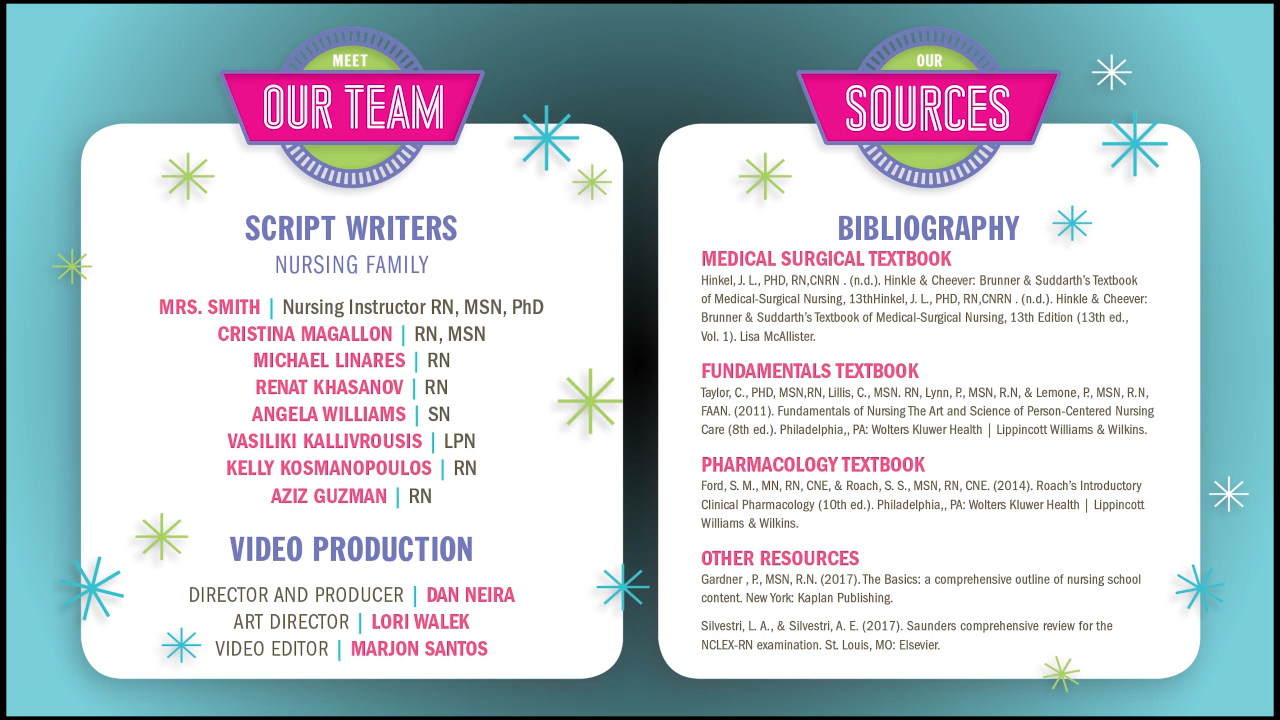 MEET
OUR TEAM
SCRIPT WRITERS
NURSING FAMILY
MRS. SMITH | Nursing Instructor RN, MSN, PhD
CRISTINA MAGALLON | RN, MSN
MICHAEL LINARES | RN
RENAT KHASANOV | RN
ANGELA WILLIAMS | SN
VASILIKI KALLIVROUSIS | LPN
KELLY KOSMANOPOULOS | RN
AZIZ GUZMAN | RN
VIDEO PRODUCTION
DIRECTOR AND PRODUCER | DAN NEIRA
ART DIRECTOR | LORI WALEK
VIDEO EDITOR | MARJON SANTOS
OUR
SOURCES
BIBLIOGRAPHY
MEDICAL SURGICAL TEXTBOOK
Hinkel, J. L., PHD, RN,CNRN . (n.d.). Hinkle & Cheever: Brunner & Suddarth's Textbook
of Medical-Surgical Nursing, 13thHinkel, J. L., PHD, RN,CNRN . (n.d.). Hinkle & Cheever:
Brunner & Suddarth's Textbook of Medical-Surgical Nursing, 13th Edition (13th ed.,
Vol. 1). Lisa McAllister.
FUNDAMENTALS TEXTBOOK
Taylor, C., PHD, MSN,RN, Lillis, C., MSN. RN, Lynn, P., MSN, R.N, & Lemone, P., MSN, R.N,
FAAN. (2011). Fundamentals of Nursing The Art and Science of Person-Centered Nursing
Care (8th ed.). Philadelphia,, PA: Wolters Kluwer Health | Lippincott Williams & Wilkins.
PHARMACOLOGY TEXTBOOK
Ford, S. M., MN, RN, CNE, & Roach, S. S., MSN, RN, CNE. (2014). Roach's Introductory
Clinical Pharmacology (10th ed.). Philadelphia,, PA: Wolters Kluwer Health | Lippincott
Williams & Wilkins.
OTHER RESOURCES
Gardner , P., MSN, R.N. (2017). The Basics: a comprehensive outline of nursing school
content. New York: Kaplan Publishing.
Silvestri, L. A., & Silvestri, A. E. (2017). Saunders comprehensive review for the
NCLEX-RN examination. St. Louis, MO: Elsevier.